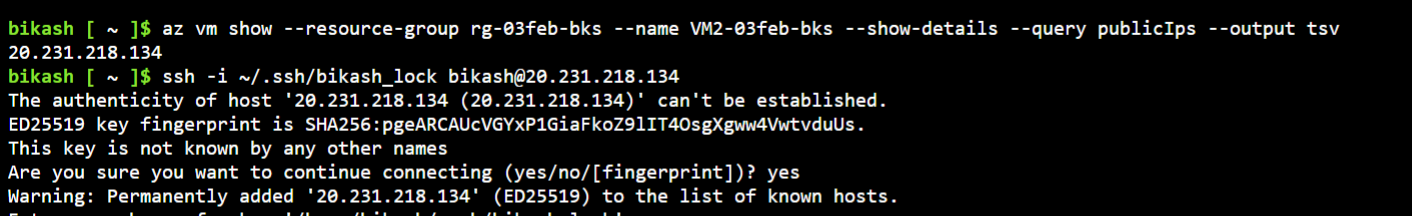 bikash [ ~ ]$ az vm show --resource-group rg-03feb-bks --name VM2-03feb-bks --show-details --query publicIps --output tsv
20.231.218.134
bikash [ ~ ]$ ssh -i ~/.ssh/bikash_lock bikash@20.231.218.134
The authenticity of host '20.231.218.134 (20.231.218.134)' can't be established.
ED25519 key fingerprint is SHA256:pgeARCAUcVGYxP1GiaFkoZ9lIT4OsgXgww4VwtvduUs.
This key is not known by any other names
Are you sure you want to continue connecting (yes/no/[fingerprint])? yes
Warning: Permanently added '20.231.218.134' (ED25519) to the list of known hosts.